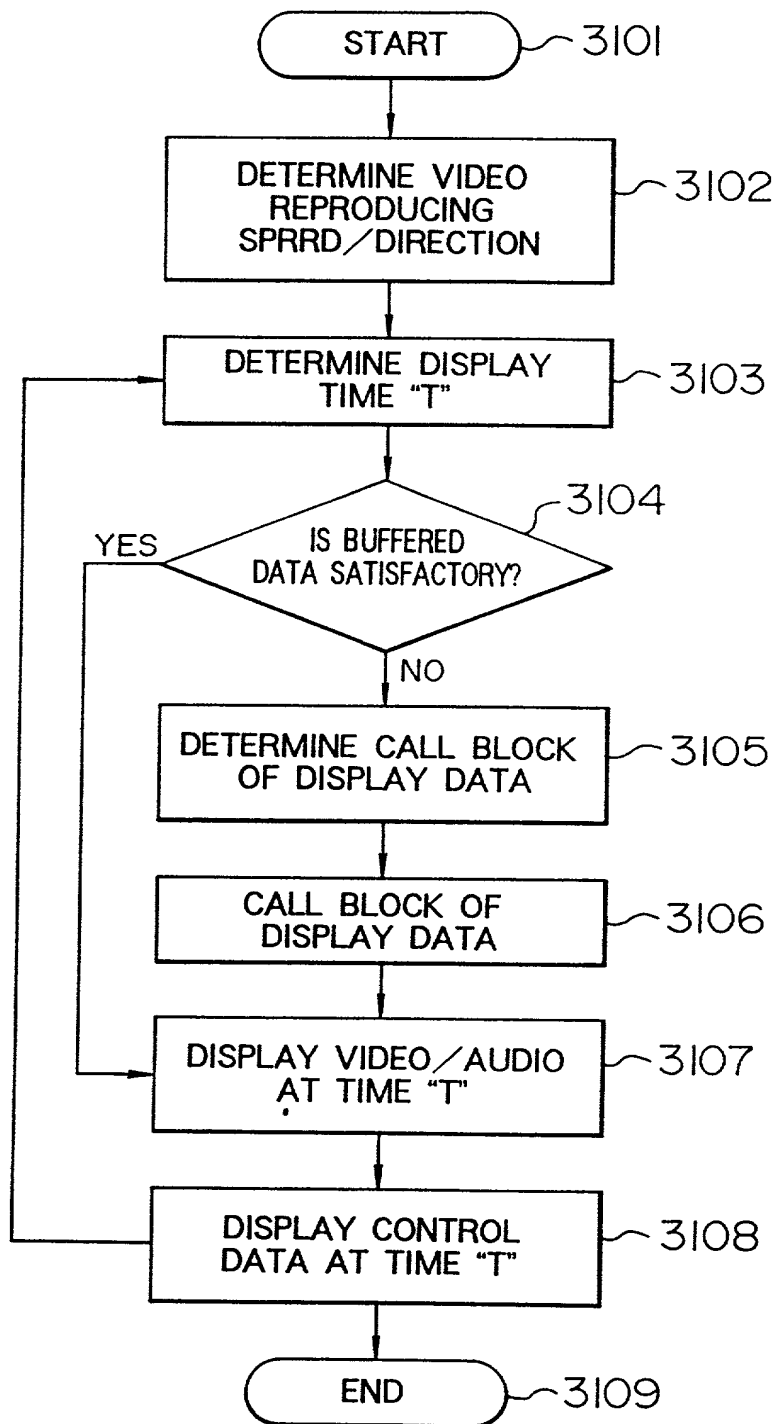 START
3101
DETERMINE VIDEO
REPRODUCING
SPRRD/DIRECTION
3102
DETERMINE DISPLAY
TIME "T"
3103
3104
IS BUFFERED
DATA SATISFACTORY?
YES
NO
DETERMINE CALL BLOCK
OF DISPLAY DATA
3105
CALL BLOCK OF
DISPLAY DATA
3106
DISPLAY VIDEO/AUDIO
AT TIME "T"
3107
DISPLAY CONTROL
DATA AT TIME "T"
3108
END
3109